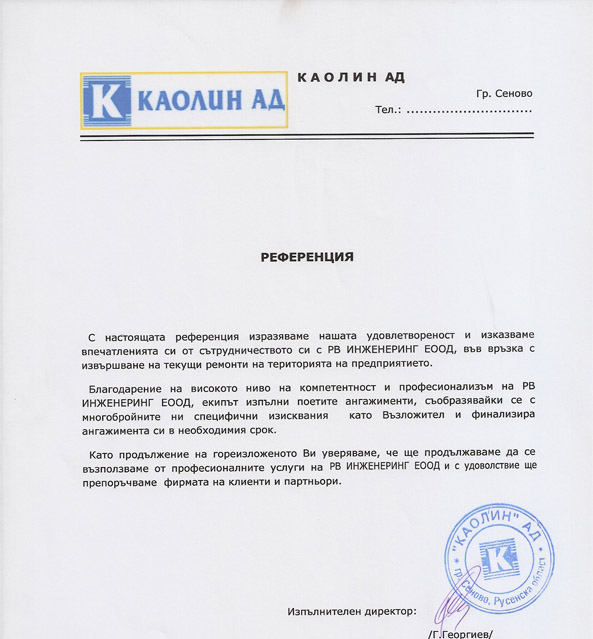 К КАОЛИН АД
К А О Л И Н АД
Гр. Сеново
Тел.: ..............................
РЕФЕРЕНЦИЯ
С настоящата референция изразяваме нашата удовлетвореност и изказваме
впечатленията си от сътрудничеството си с РВ ИНЖЕНЕРИНГ ЕООД, във връзка с
извършване на текущи ремонти на територията на предприятието.
Благодарение на високото ниво на компетентност и професионализъм на РВ
ИНЖЕНЕРИНГ ЕООД, екипът изпълни поетите ангажименти, съобразявайки се с
многобройните ни специфични изисквания като Възложител и финализира
ангажимента си в необходимия срок.
Като продължение на гореизложеното Ви уверяваме, че ще продължаваме да се
възползваме от професионалните услуги на РВ ИНЖЕНЕРИНГ ЕООД и с удоволствие ще
препоръчваме фирмата на клиенти и партньори.
* "КАОЛИН" АД *
К
гр. Сеново, Русенска област
Изпълнителен директор:
/Г.Георгиев/